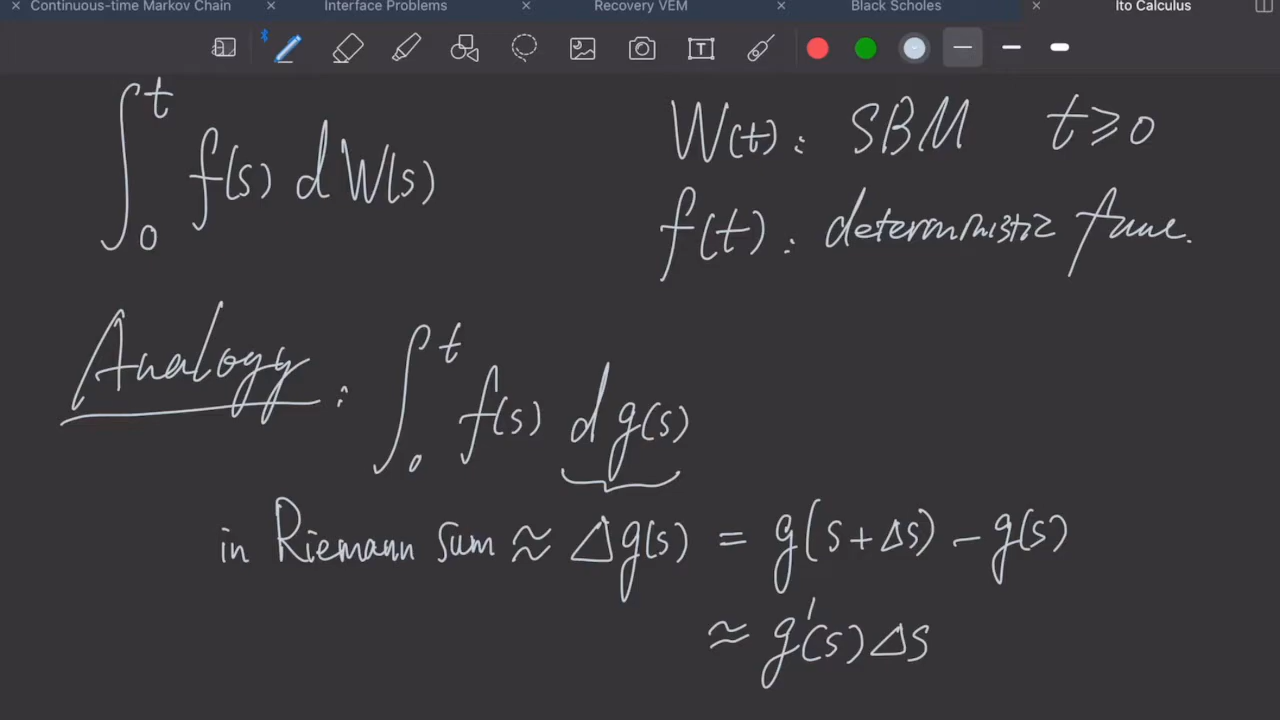 Continuous-time Markov Chain × Interface Problems × Recovery VEM × Black Scholes × Ito Calculus
T
∫₀ᵗ f(s) dW(s)
W(t): SBM t ≥ 0
f(t): deterministic func.
Analogy: ∫₀ᵗ f(s) dg(s)
in Riemann sum ≈ Δg(s) = g(s+Δs) − g(s)
≈ g'(s)Δs